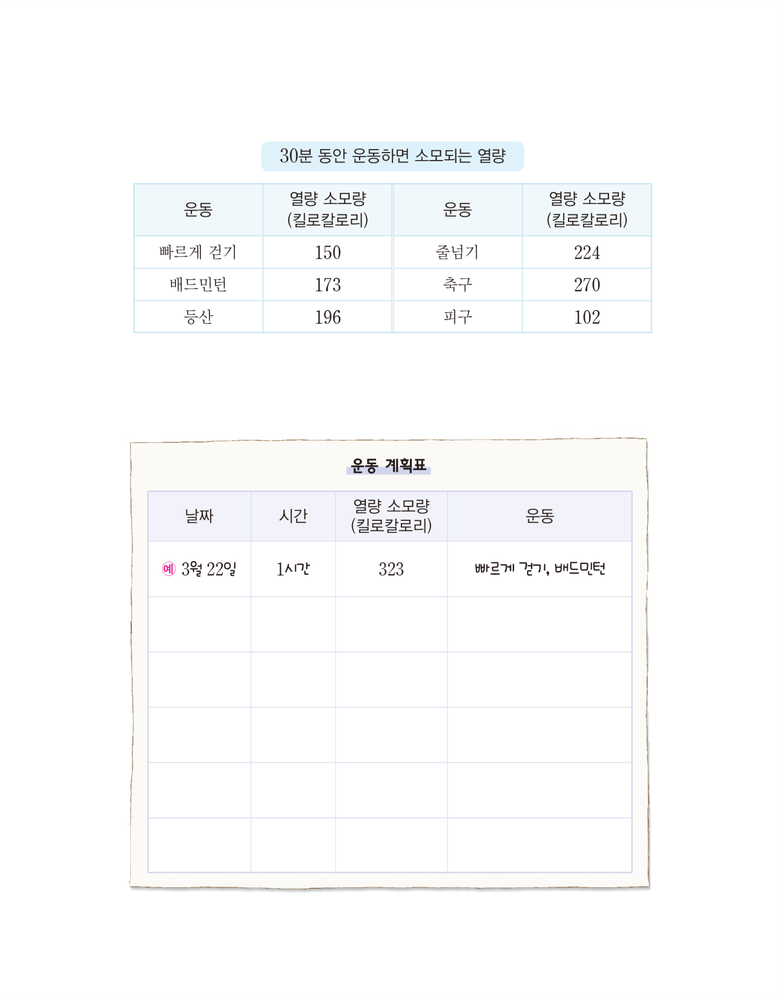 30분 동안 운동하면 소모되는 열량
운동 열량 소모량 (킬로칼로리) 운동 열량 소모량 (킬로칼로리)
빠르게 걷기 150 줄넘기 224
배드민턴 173 축구 270
등산 196 피구 102
운동 계획표
날짜 시간 열량 소모량 (킬로칼로리) 운동
예 3월 22일 1시간 323 빠르게 걷기, 배드민턴